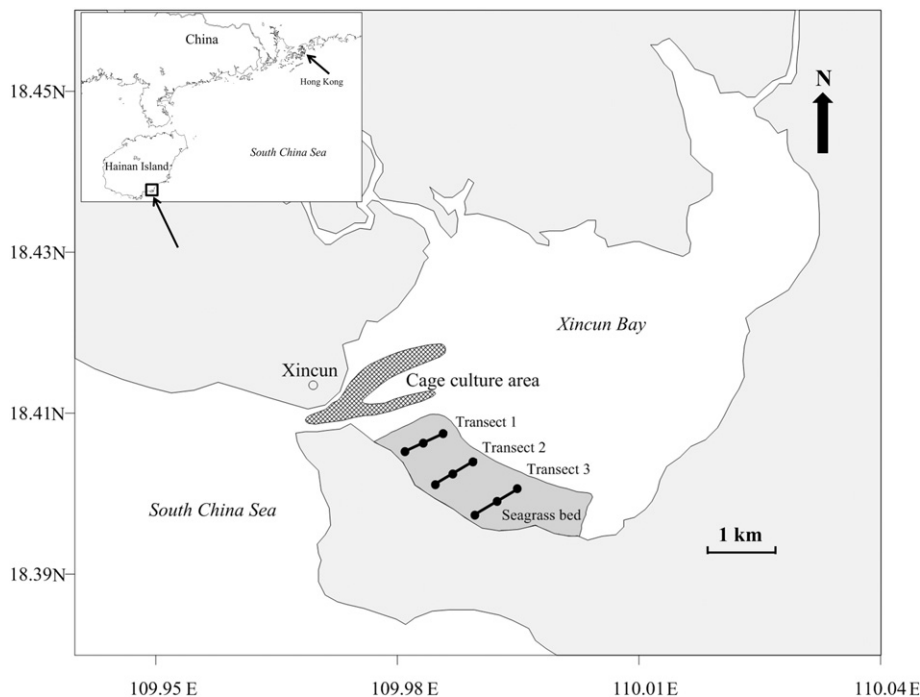 China
Hong Kong
South China Sea
Hainan Island
N
18.45N
18.43N
18.41N
18.39N
Xincun Bay
Xincun
Cage culture area
Transect 1
Transect 2
Transect 3
Seagrass bed
South China Sea
1 km
109.95 E
109.98 E
110.01 E
110.04 E